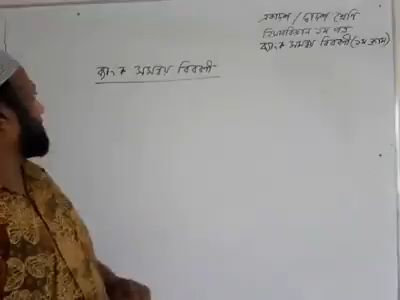 একাদশ / দ্বাদশ শ্রেণি
হিসাববিজ্ঞান ১ম পত্র
ব্যাংক সমন্বয় বিবরণী (১ম ক্লাস)
ব্যাংক সমন্বয় বিবরণী